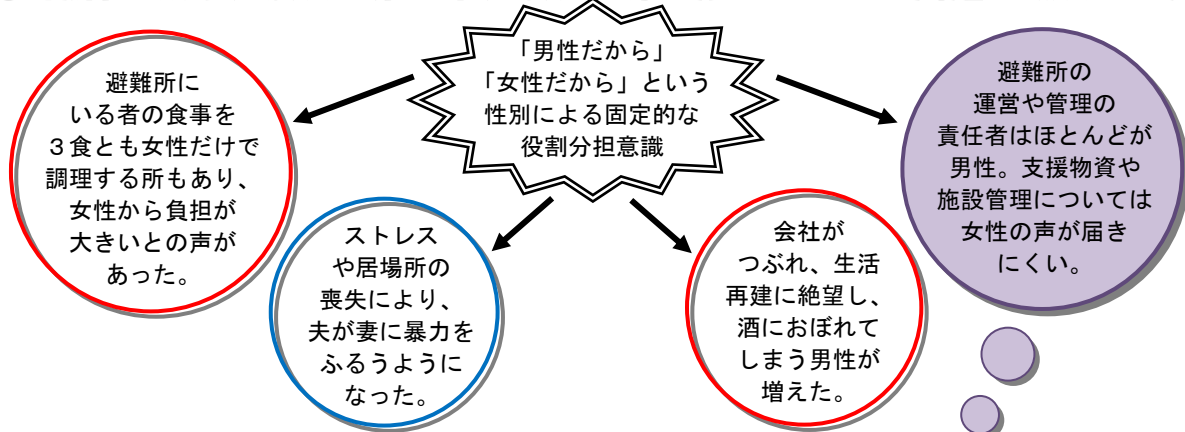 「男性だから」
「女性だから」という
性別による固定的な
役割分担意識
避難所に
いる者の食事を
３食とも女性だけで
調理する所もあり、
女性から負担が
大きいとの声が
あった。
ストレス
や居場所の
喪失により、
夫が妻に暴力を
ふるうように
なった。
会社が
つぶれ、生活
再建に絶望し、
酒におぼれて
しまう男性が
増えた。
避難所の
運営や管理の
責任者はほとんどが
男性。支援物資や
施設管理については
女性の声が届き
にくい。